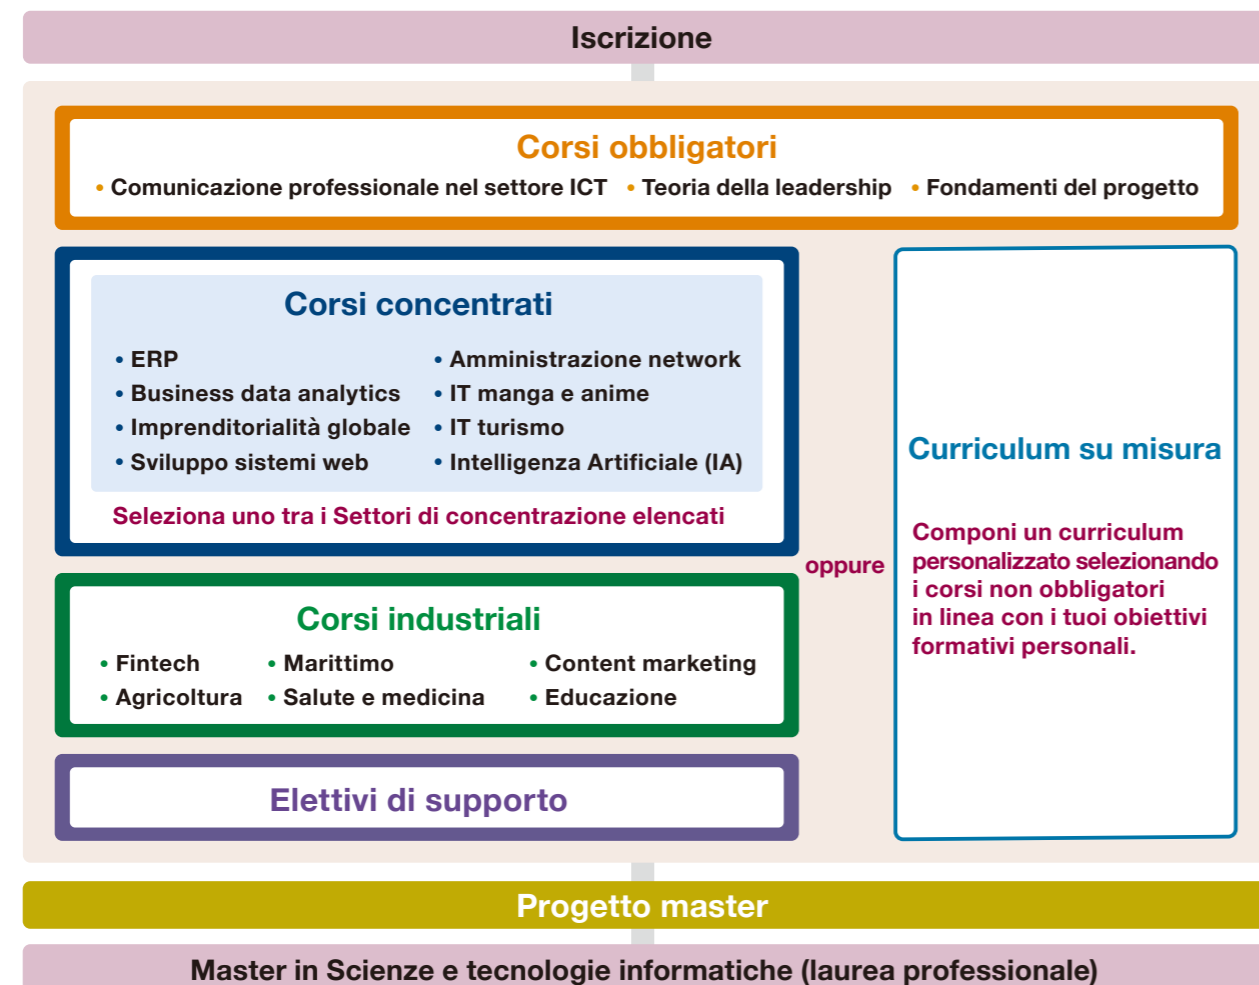 Iscrizione
Corsi obbligatori
• Comunicazione professionale nel settore ICT • Teoria della leadership • Fondamenti del progetto
Corsi concentrati
• ERP
• Business data analytics
• Imprenditorialità globale
• Sviluppo sistemi web
• Amministrazione network
• IT manga e anime
• IT turismo
• Intelligenza Artificiale (IA)
Seleziona uno tra i Settori di concentrazione elencati
Corsi industriali
• Fintech
• Agricoltura
• Marittimo
• Salute e medicina
• Content marketing
• Educazione
Elettivi di supporto
oppure
Curriculum su misura
Componi un curriculum
personalizzato selezionando
i corsi non obbligatori
in linea con i tuoi obiettivi
formativi personali.
Progetto master
Master in Scienze e tecnologie informatiche (laurea professionale)